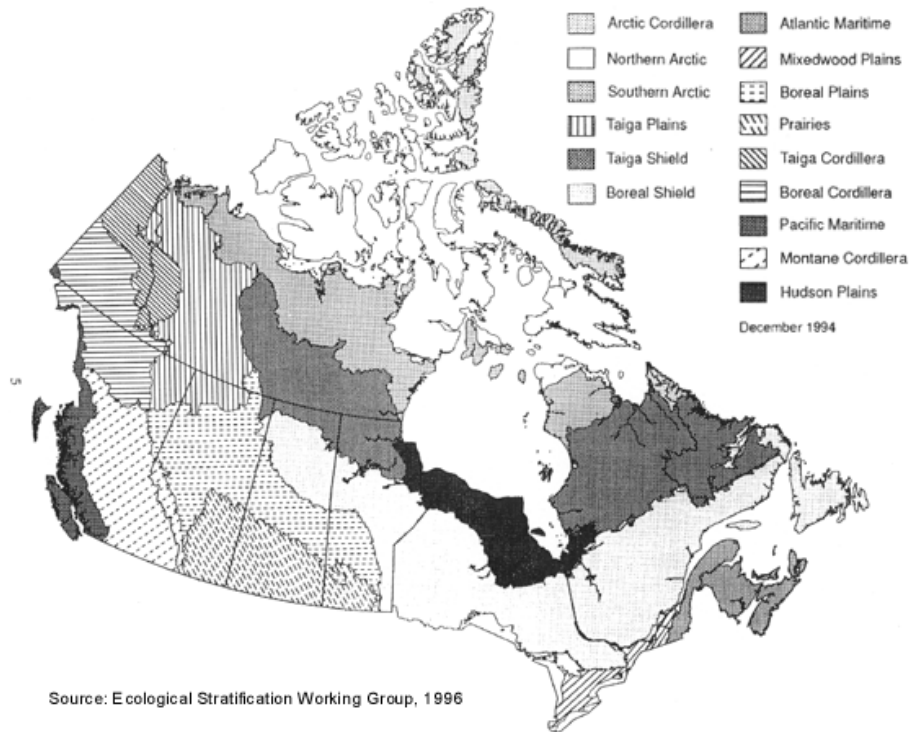 Arctic Cordillera
Northern Arctic
Southern Arctic
Taiga Plains
Taiga Shield
Boreal Shield
Atlantic Maritime
Mixedwood Plains
Boreal Plains
Prairies
Taiga Cordillera
Boreal Cordillera
Pacific Maritime
Montane Cordillera
Hudson Plains
December 1994
5
Source: Ecological Stratification Working Group, 1996